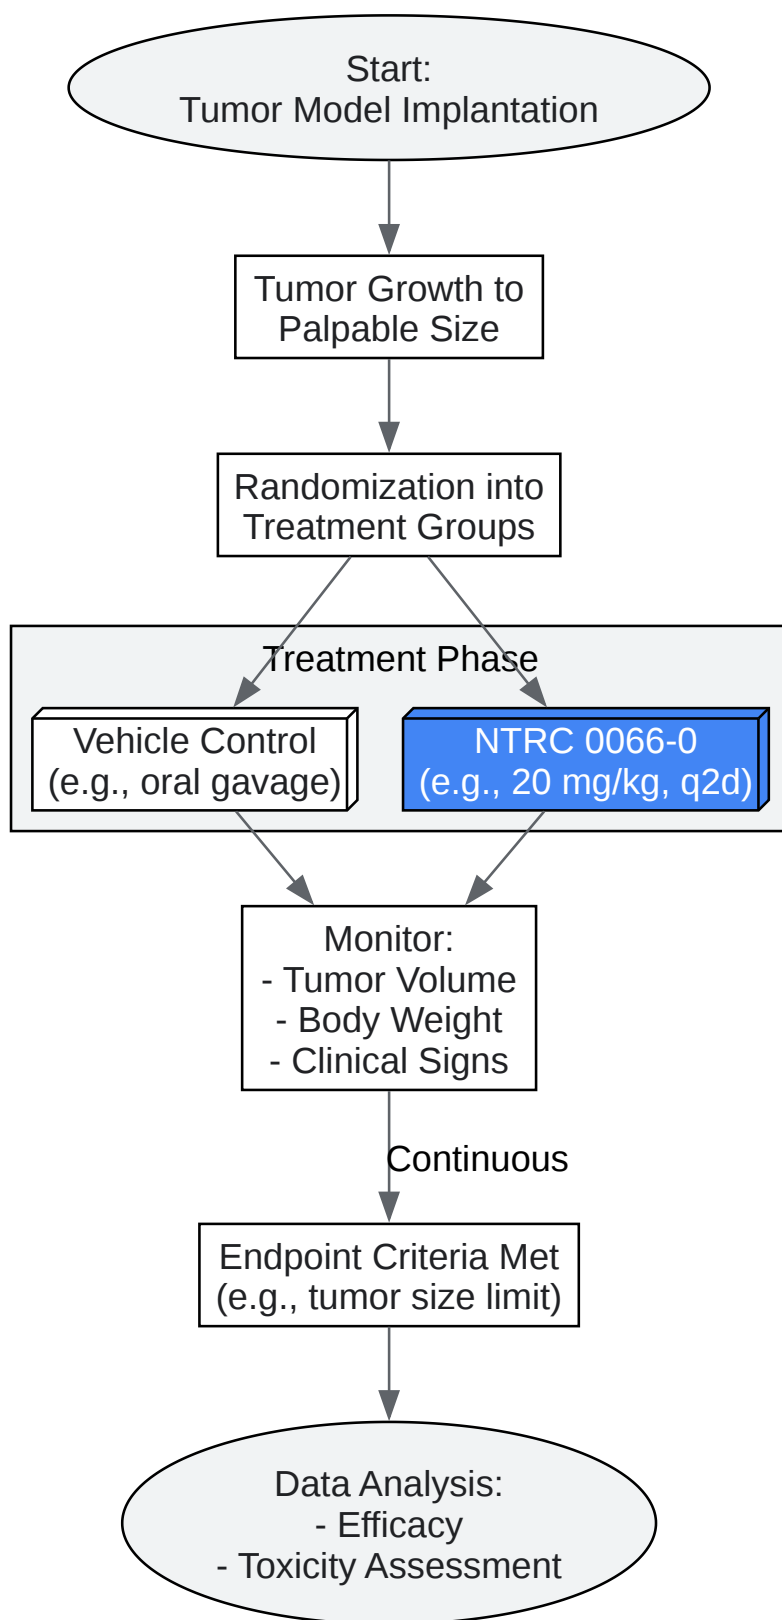 Start:
Tumor Model Implantation
Tumor Growth to
Palpable Size
Randomization into
Treatment Groups
Treatment Phase
Vehicle Control
(e.g., oral gavage)
NTRC 0066-0
(e.g., 20 mg/kg, q2d)
Monitor:
- Tumor Volume
- Body Weight
- Clinical Signs
Continuous
Endpoint Criteria Met
(e.g., tumor size limit)
Data Analysis:
- Efficacy
- Toxicity Assessment